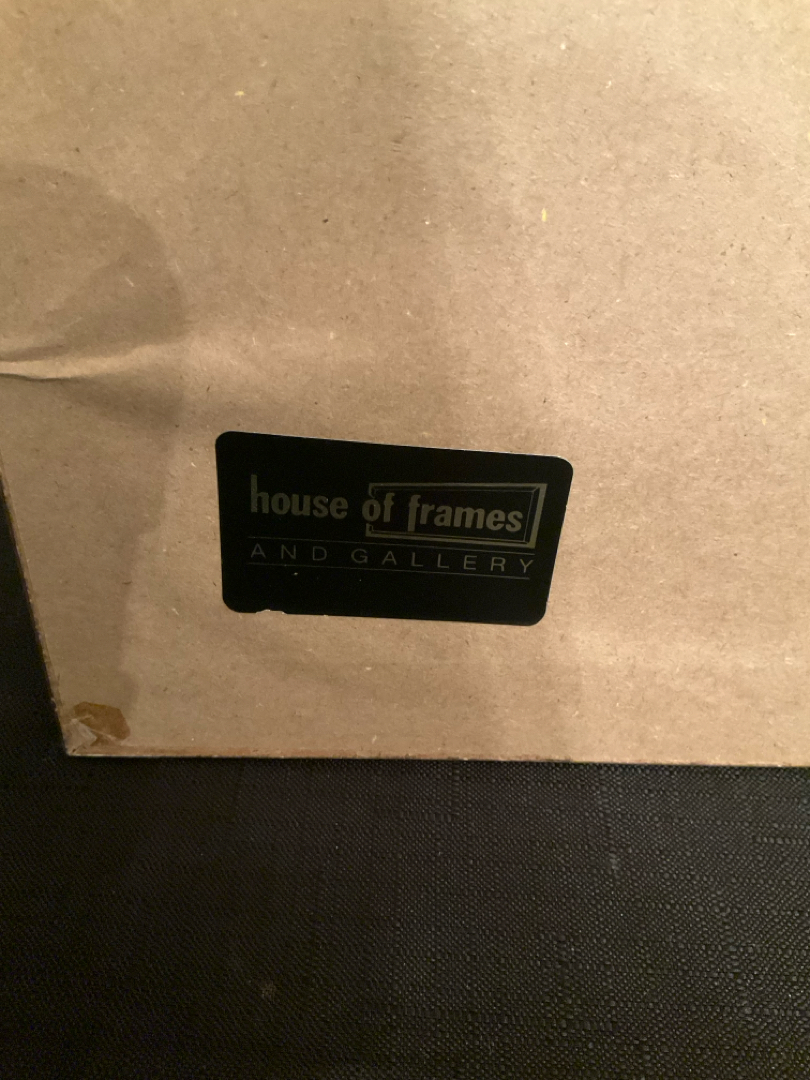 house of frames
AND GALLERY